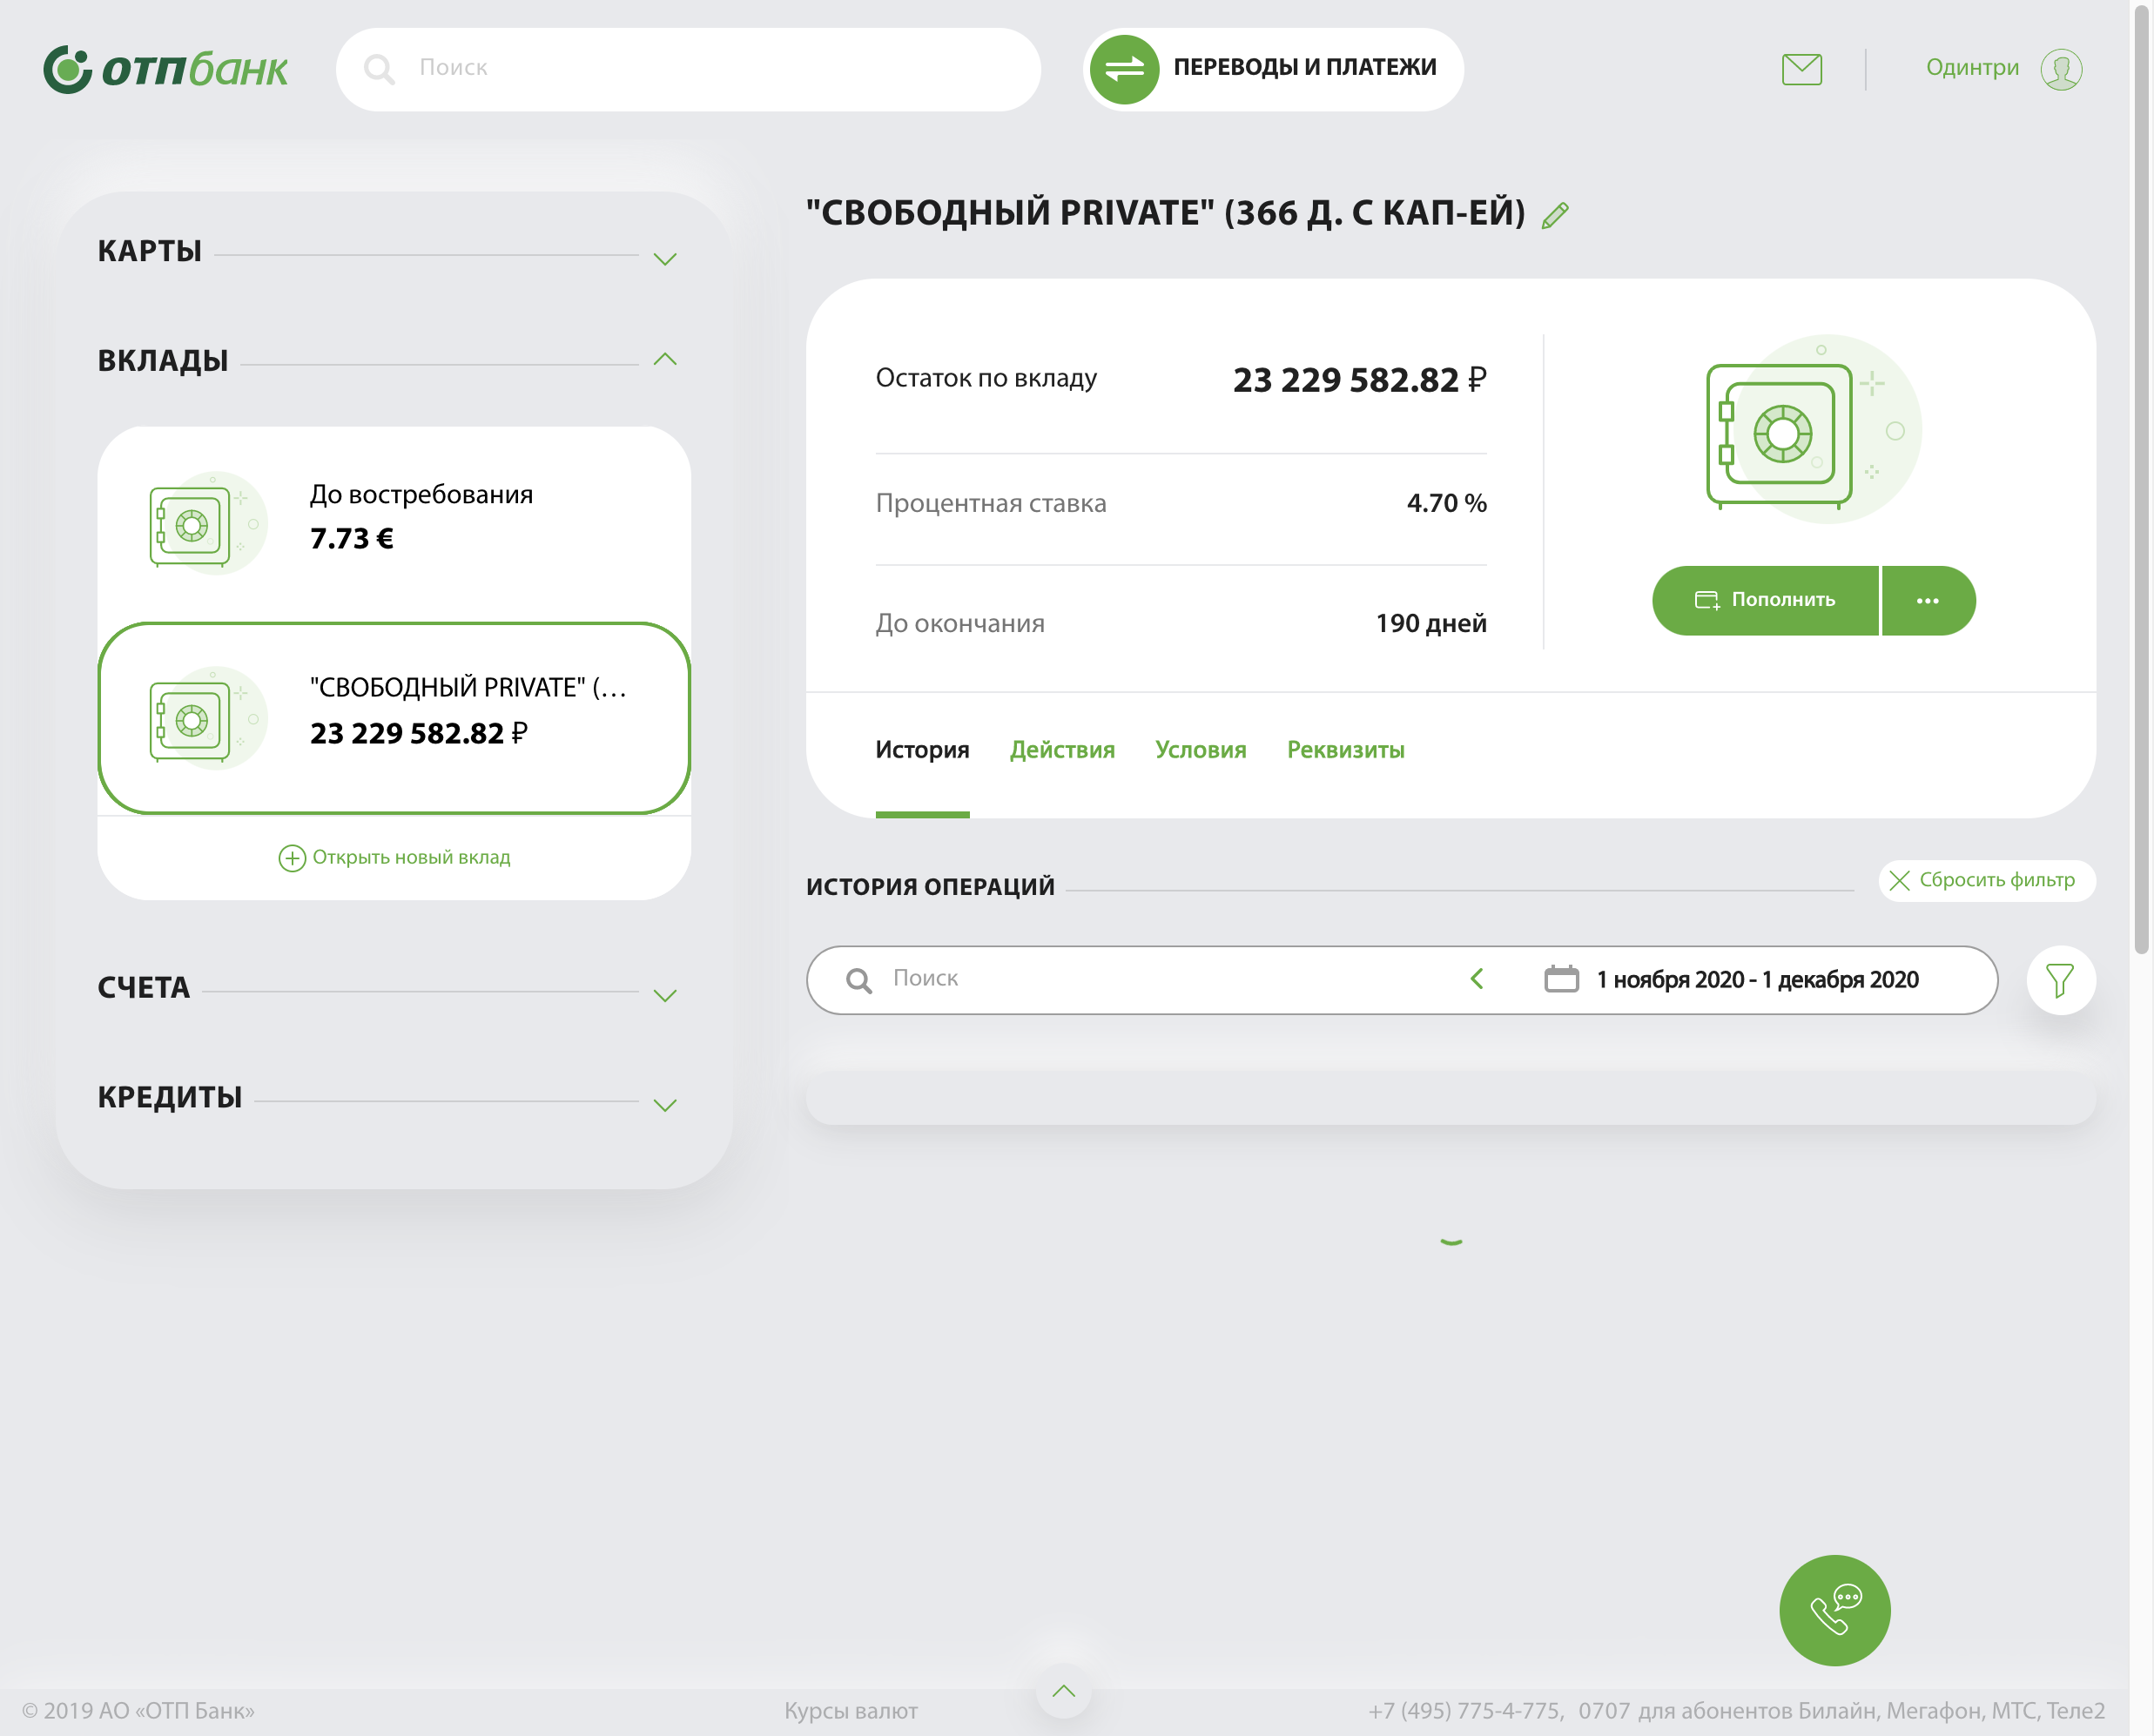 отпбанк
Поиск
ПЕРЕВОДЫ И ПЛАТЕЖИ
Одинтри
КАРТЫ
ВКЛАДЫ
До востребования
7.73 €
"СВОБОДНЫЙ PRIVATE" (...
23 229 582.82 ₽
Открыть новый вклад
СЧЕТА
КРЕДИТЫ
"СВОБОДНЫЙ PRIVATE" (366 Д. С КАП-ЕЙ)
Остаток по вкладу 23 229 582.82 ₽
Процентная ставка 4.70 %
До окончания 190 дней
Пополнить
История Действия Условия Реквизиты
ИСТОРИЯ ОПЕРАЦИЙ
Сбросить фильтр
Поиск
1 ноября 2020 - 1 декабря 2020
© 2019 АО «ОТП Банк»
Курсы валют
+7 (495) 775-4-775, 0707 для абонентов Билайн, Мегафон, МТС, Теле2